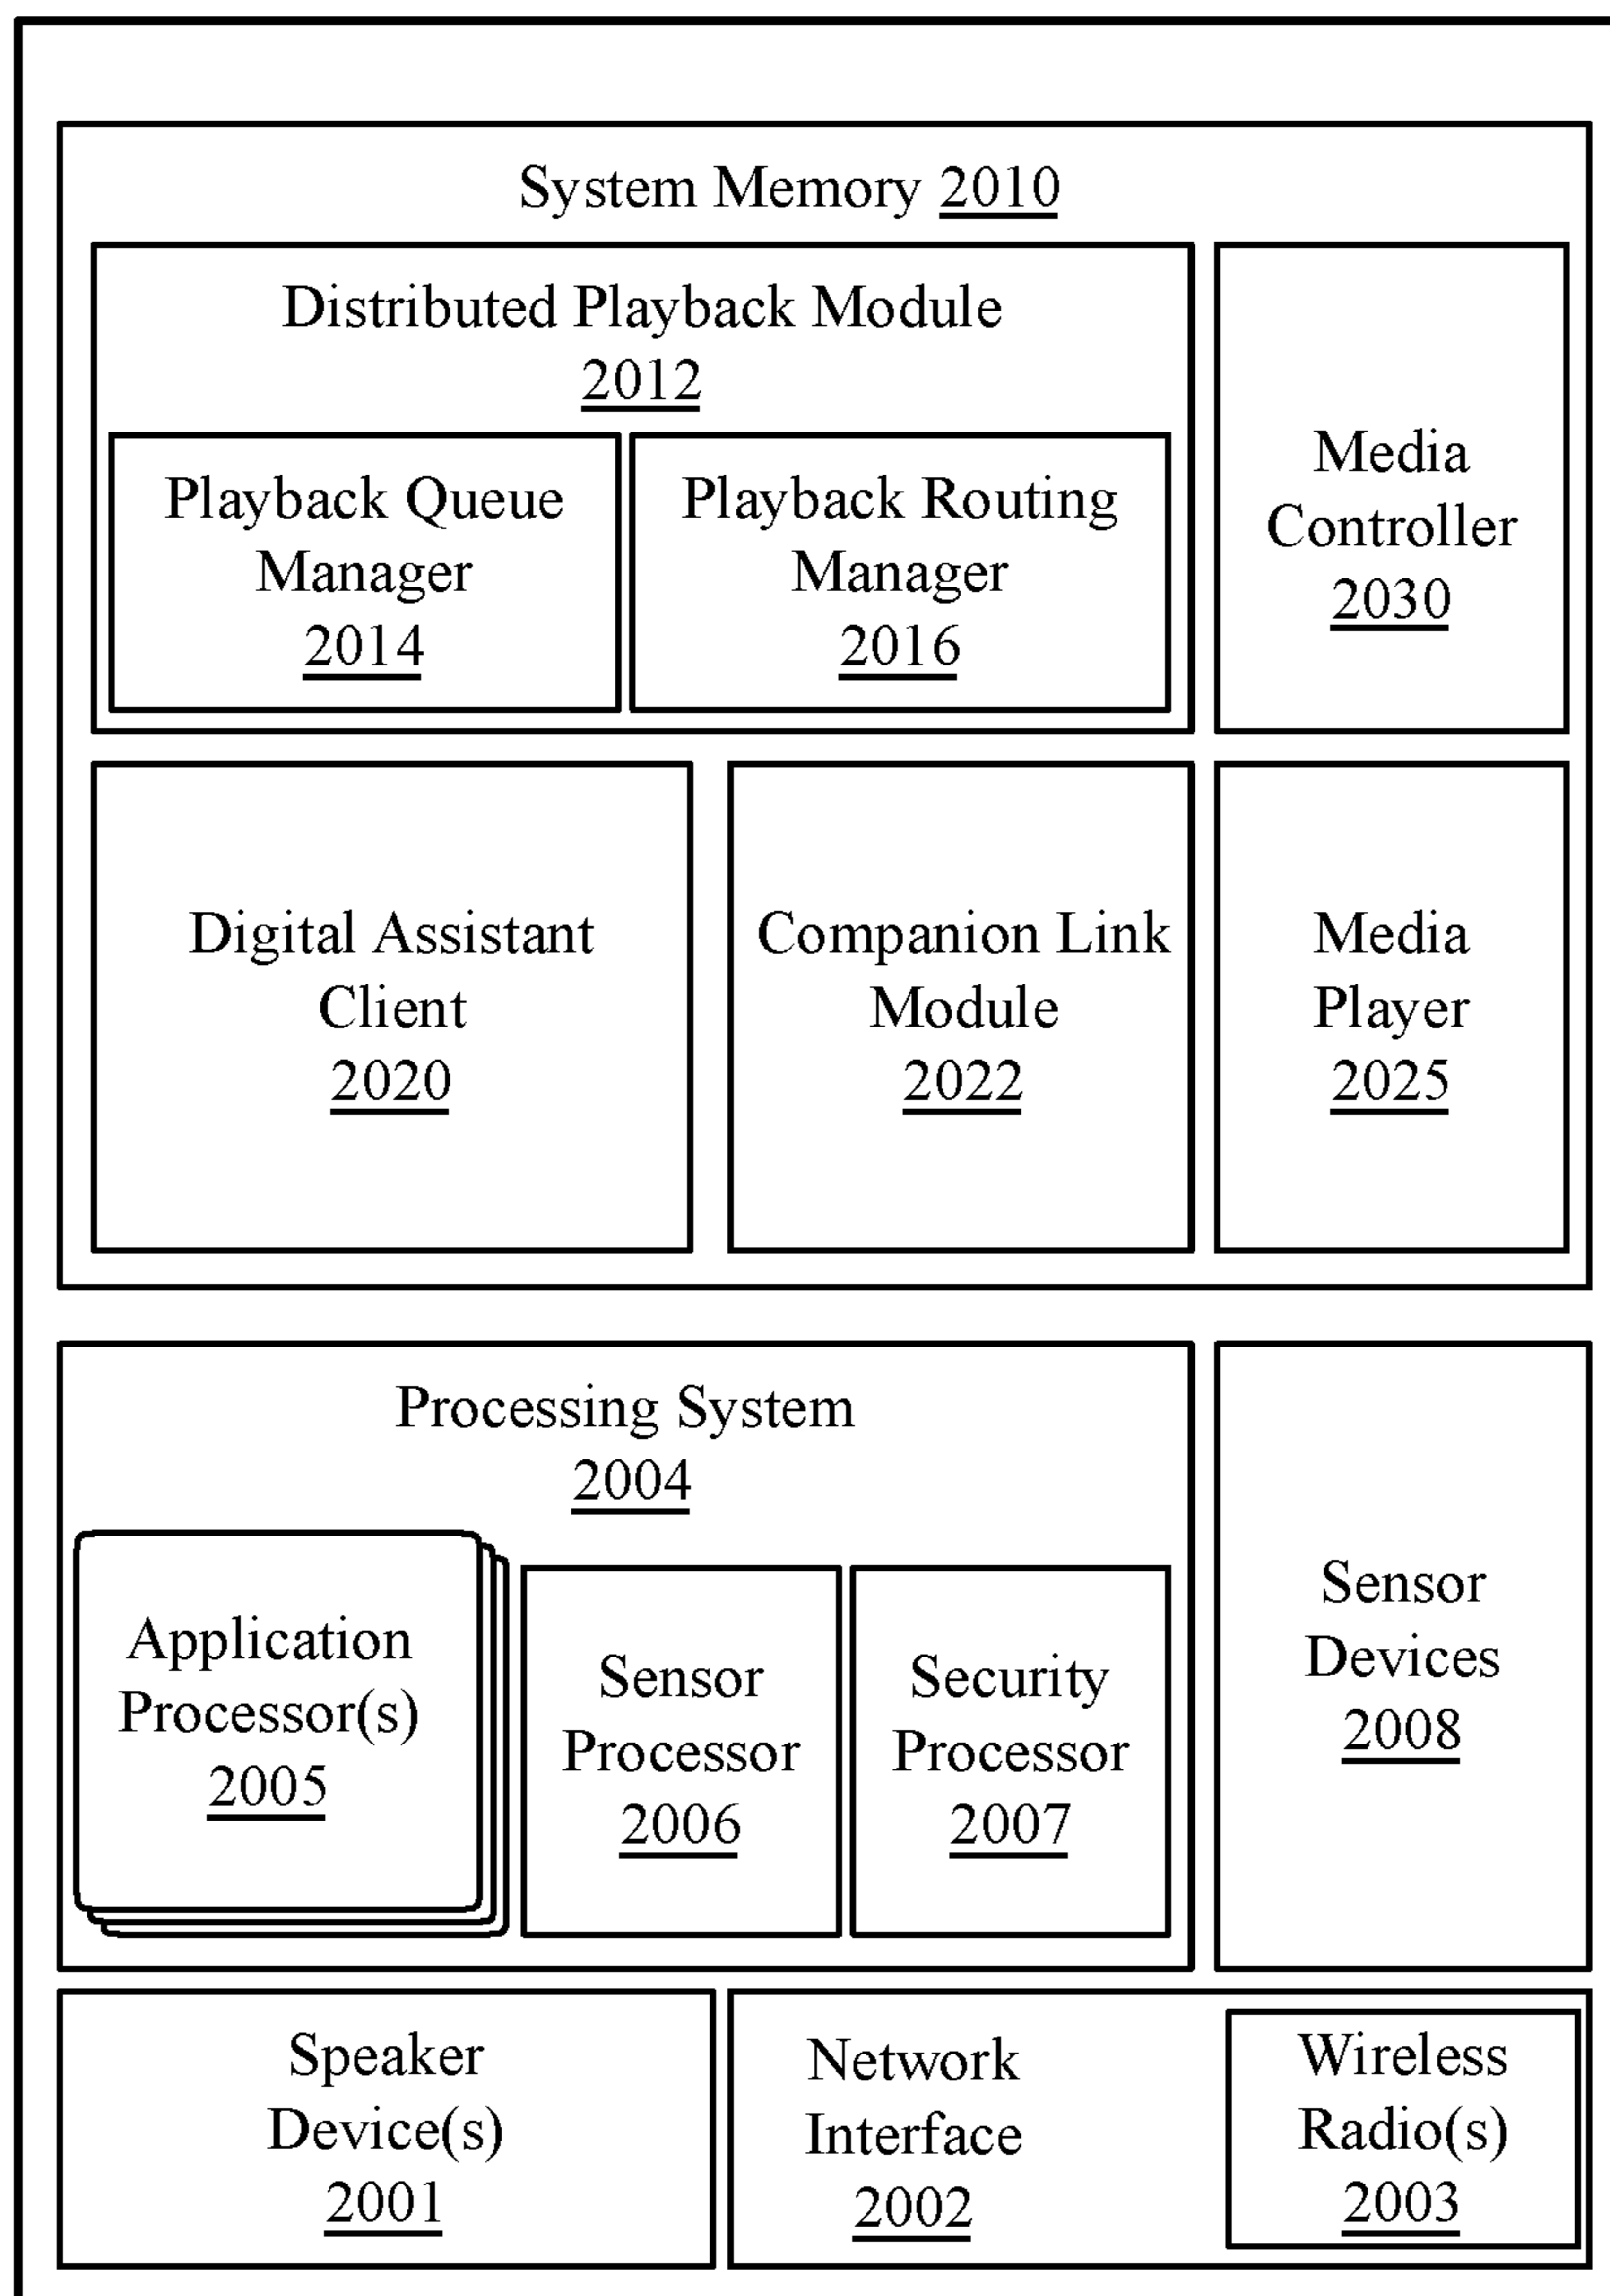 System Memory 2010
Distributed Playback Module
2012
Playback Queue
Manager
2014
Playback Routing
Manager
2016
Media
Controller
2030
Digital Assistant
Client
2020
Companion Link
Module
2022
Media
Player
2025
Processing System
2004
Application
Processor(s)
2005
Sensor
Processor
2006
Security
Processor
2007
Sensor
Devices
2008
Speaker
Device(s)
2001
Network
Interface
2002
Wireless
Radio(s)
2003